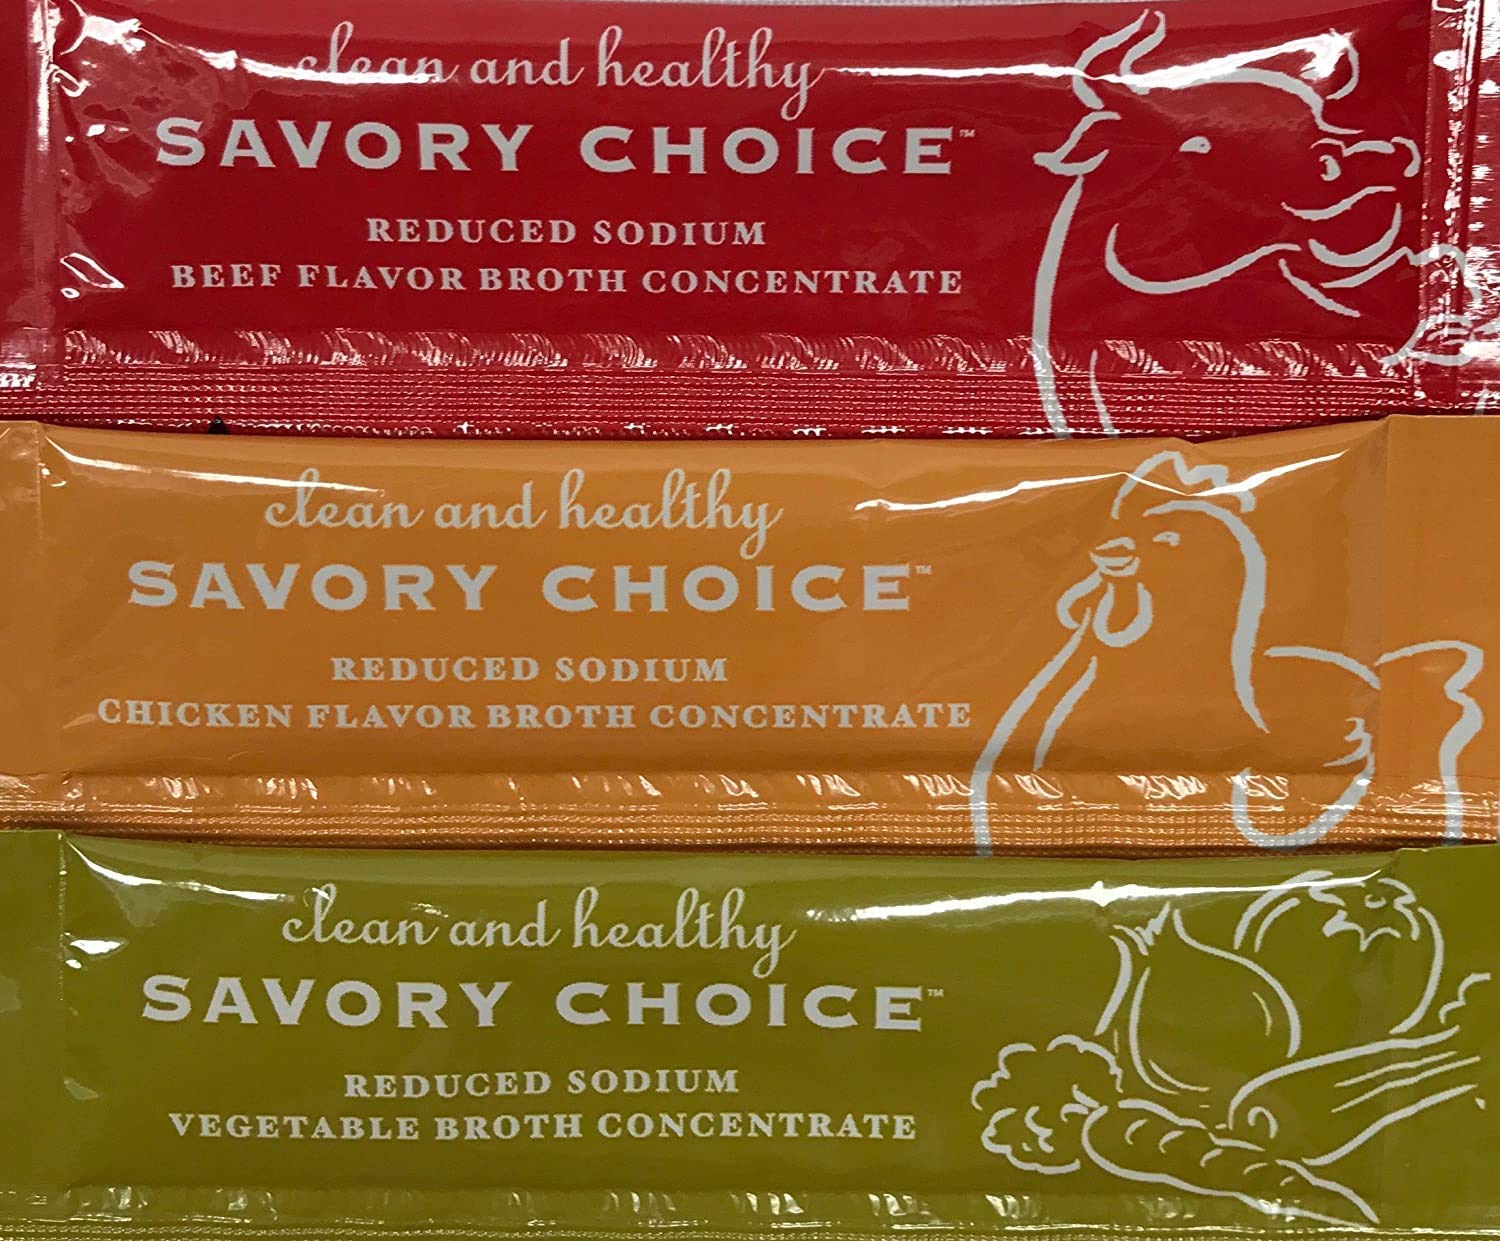 clean and healthy
SAVORY CHOICE™
REDUCED SODIUM
BEEF FLAVOR BROTH CONCENTRATE
clean and healthy
SAVORY CHOICE™
REDUCED SODIUM
CHICKEN FLAVOR BROTH CONCENTRATE
clean and healthy
SAVORY CHOICE™
REDUCED SODIUM
VEGETABLE BROTH CONCENTRATE